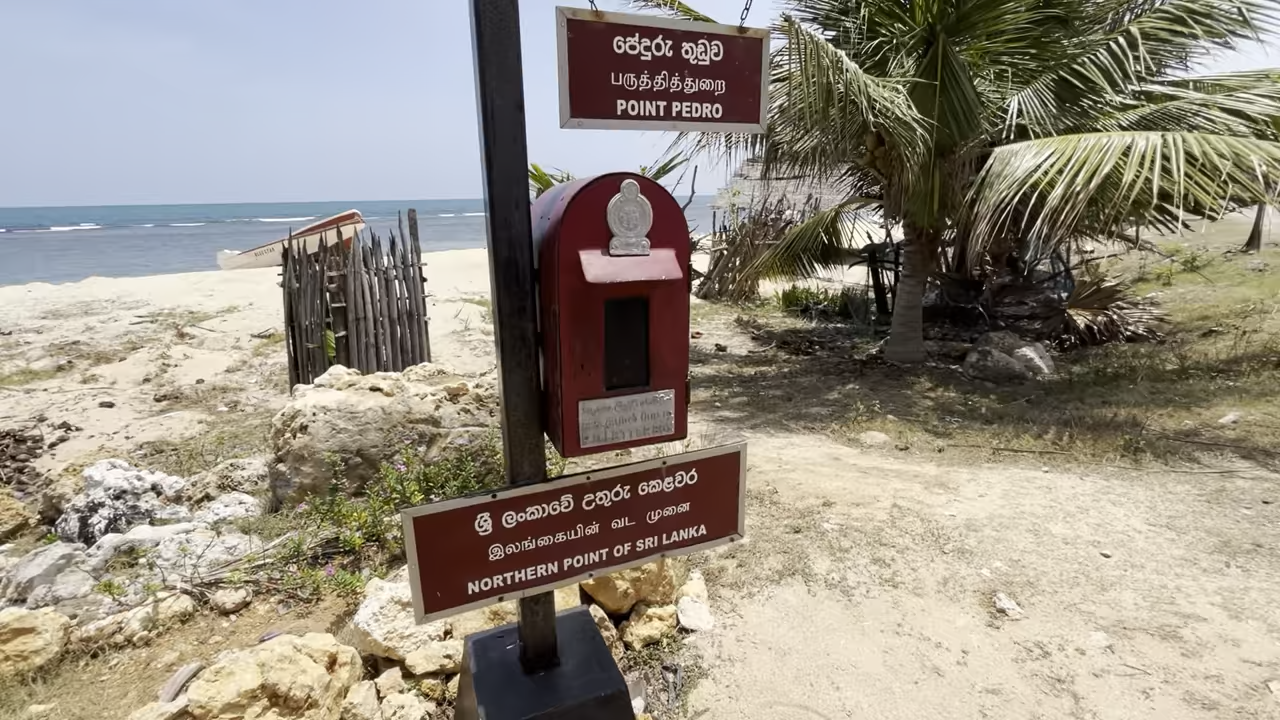 පේදුරු තුඩුව
பருத்தித்துறை
POINT PEDRO
ශ්‍රී ලංකාවේ උතුරු කෙළවර
இலங்கையின் வட முனை
NORTHERN POINT OF SRI LANKA